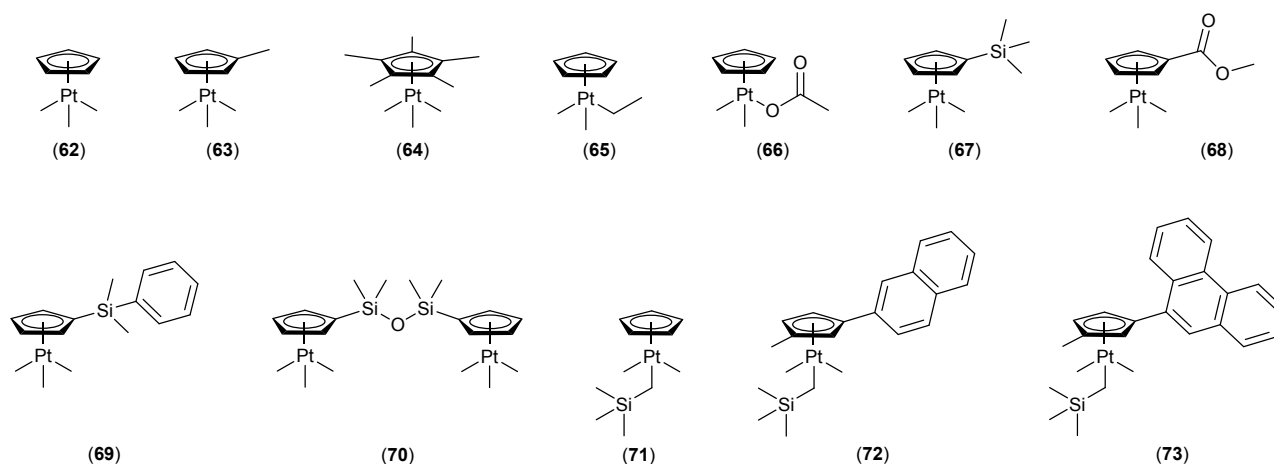 O
Si
O
O
Pt
Pt
Pt
Pt
Pt
O
Pt
Pt
(62)
(63)
(64)
(65)
(66)
(67)
(68)
Si
Si
O
Si
Pt
Pt
Pt
Pt
Pt
Pt
Si
Si
Si
(69)
(70)
(71)
(72)
(73)